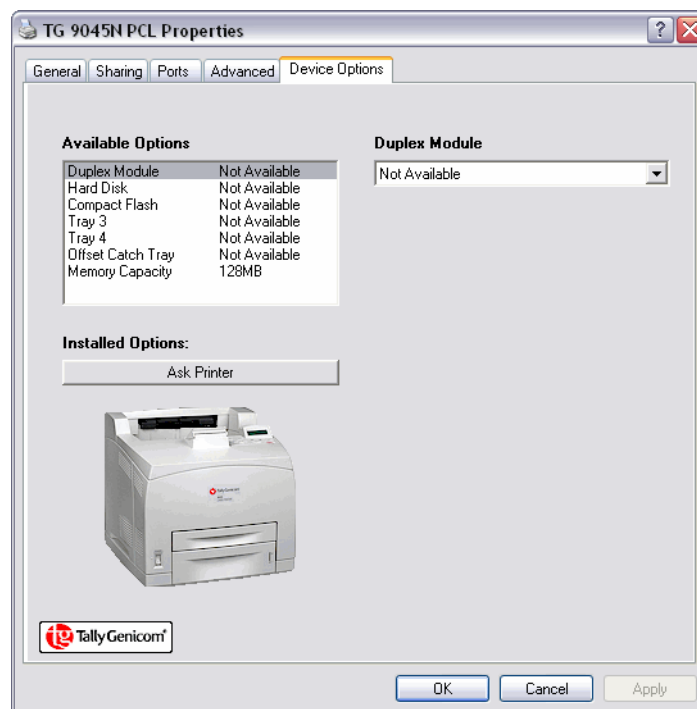 TG 9045N PCL Properties
General Sharing Ports Advanced Device Options
Available Options
Duplex Module Not Available
Hard Disk Not Available
Compact Flash Not Available
Tray 3 Not Available
Tray 4 Not Available
Offset Catch Tray Not Available
Memory Capacity 128MB
Duplex Module
Not Available
Installed Options:
Ask Printer
tg TallyGenicom
OK Cancel Apply